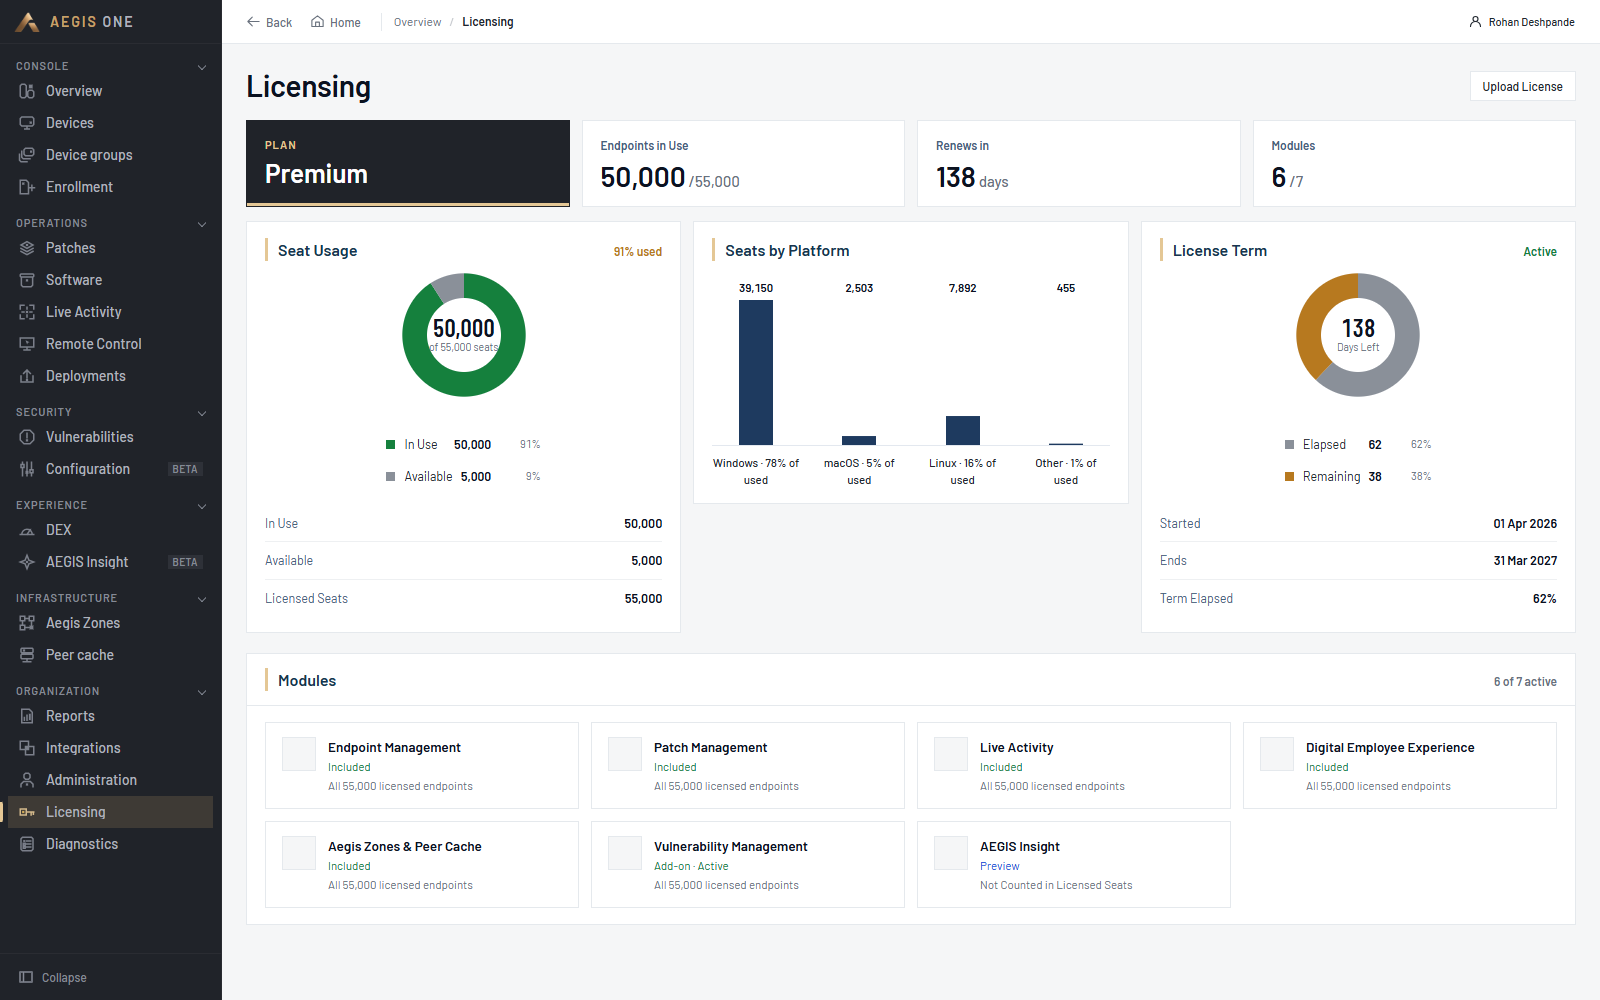 AEGIS ONE
CONSOLE
Overview
Devices
Device groups
Enrollment
OPERATIONS
Patches
Software
Live Activity
Remote Control
Deployments
SECURITY
Vulnerabilities
Configuration BETA
EXPERIENCE
DEX
AEGIS Insight BETA
INFRASTRUCTURE
Aegis Zones
Peer cache
ORGANIZATION
Reports
Integrations
Administration
Licensing
Diagnostics
Collapse
Back Home Overview / Licensing
Rohan Deshpande
Licensing
Upload License
PLAN
Premium
Endpoints in Use
50,000 /55,000
Renews in
138 days
Modules
6 /7
Seat Usage 91% used
50,000
of 55,000 seats
In Use 50,000 91%
Available 5,000 9%
In Use 50,000
Available 5,000
Licensed Seats 55,000
Seats by Platform
39,150 2,503 7,892 455
Windows · 78% of used
macOS · 5% of used
Linux · 16% of used
Other · 1% of used
License Term Active
138
Days Left
Elapsed 62 62%
Remaining 38 38%
Started 01 Apr 2026
Ends 31 Mar 2027
Term Elapsed 62%
Modules 6 of 7 active
Endpoint Management
Included
All 55,000 licensed endpoints
Patch Management
Included
All 55,000 licensed endpoints
Live Activity
Included
All 55,000 licensed endpoints
Digital Employee Experience
Included
All 55,000 licensed endpoints
Aegis Zones & Peer Cache
Included
All 55,000 licensed endpoints
Vulnerability Management
Add-on · Active
All 55,000 licensed endpoints
AEGIS Insight
Preview
Not Counted in Licensed Seats